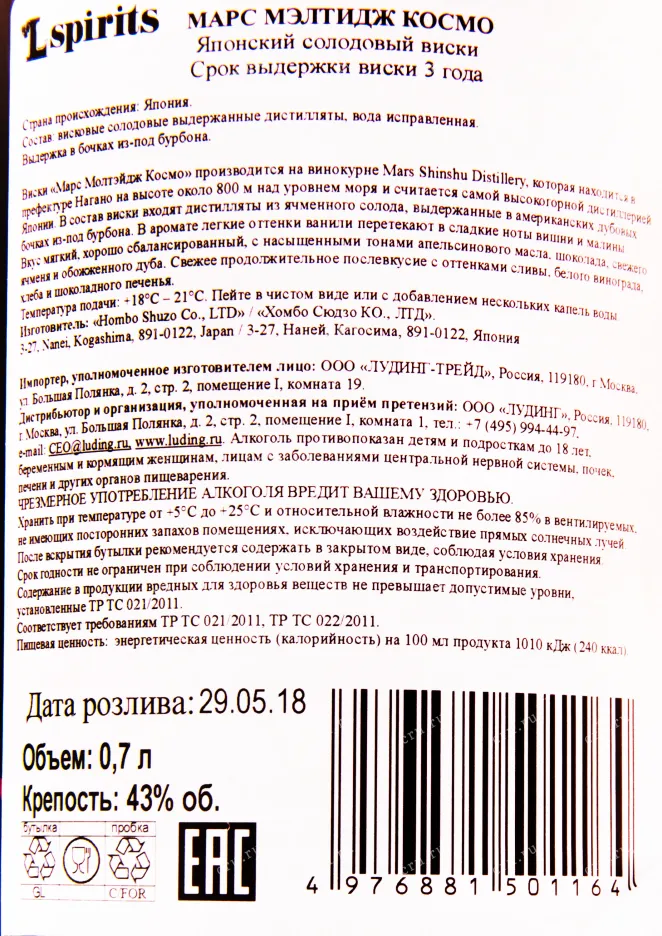 Lspirits
МАРС МЭЛТИДЖ КОСМО
Японский солодовый виски
Срок выдержки виски 3 года
Страна происхождения: Япония.
Состав: висковые солодовые выдержанные дистилляты, вода исправленная.
Выдержка в бочках из-под бурбона.
Виски «Марс Молтэйдж Космо» производится на винокурне Mars Shinshu Distillery, которая находится в
префектуре Нагано на высоте около 800 м над уровнем моря и считается самой высокогорной дистиллерией
Японии. В состав виски входят дистилляты из ячменного солода, выдержанные в американских дубовых
бочках из-под бурбона. В аромате легкие оттенки ванили перетекают в сладкие ноты вишни и малины.
Вкус мягкий, хорошо сбалансированный, с насыщенными тонами апельсинового масла, шоколада, свежего
ячменя и обожженного дуба. Свежее продолжительное послевкусие с оттенками сливы, белого винограда,
хлеба и шоколадного печенья.
Температура подачи: +18°C – 21°C. Пейте в чистом виде или с добавлением нескольких капель воды.
Изготовитель: «Hombo Shuzo Co., LTD» / «Хомбо Сюдзо КО., ЛТД».
3-27, Nanei, Kogashima, 891-0122, Japan / 3-27, Наней, Кагосима, 891-0122, Япония
Импортер, уполномоченное изготовителем лицо: ООО «ЛУДИНГ-ТРЕЙД», Россия, 119180, г Москва,
ул. Большая Полянка, д. 2, стр. 2, помещение I, комната 19.
Дистрибьютор и организация, уполномоченная на приём претензий: ООО «ЛУДИНГ», Россия, 119180,
г Москва, ул. Большая Полянка, д. 2, стр. 2, помещение I, комната 1, тел.: +7 (495) 994-44-97,
e-mail: CEO@luding.ru, www.luding.ru. Алкоголь противопоказан детям и подросткам до 18 лет,
беременным и кормящим женщинам, лицам с заболеваниями центральной нервной системы, почек,
печени и других органов пищеварения.
ЧРЕЗМЕРНОЕ УПОТРЕБЛЕНИЕ АЛКОГОЛЯ ВРЕДИТ ВАШЕМУ ЗДОРОВЬЮ.
Хранить при температуре от +5°C до +25°C и относительной влажности не более 85% в вентилируемых,
не имеющих посторонних запахов помещениях, исключающих воздействие прямых солнечных лучей.
После вскрытия бутылки рекомендуется содержать в закрытом виде, соблюдая условия хранения.
Срок годности не ограничен при соблюдении условий хранения и транспортирования.
Содержание в продукции вредных для здоровья веществ не превышает допустимые уровни,
установленные ТР ТС 021/2011.
Соответствует требованиям ТР ТС 021/2011, ТР ТС 022/2011.
Пищевая ценность: энергетическая ценность (калорийность) на 100 мл продукта 1010 кДж (240 ккал).
Дата розлива: 29.05.18
Объем: 0,7 л
Крепость: 43% об.
бутылка пробка
GL C FOR
EAC
4 976881 501164